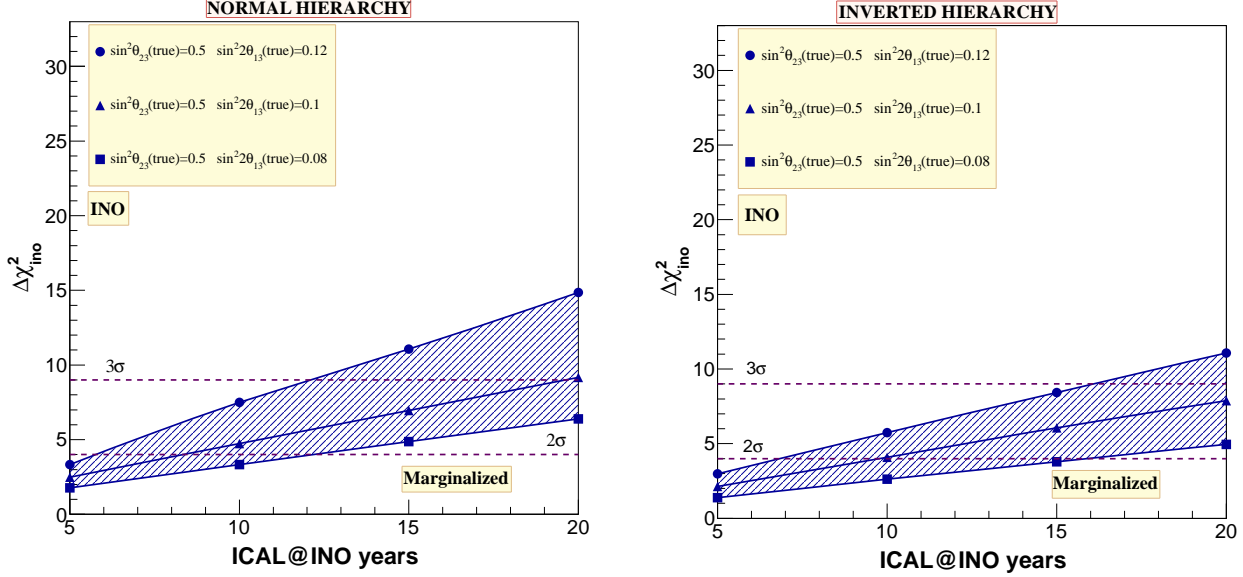 NORMAL HIERARCHY
sin²θ₂₃(true)=0.5 sin²2θ₁₃(true)=0.12
sin²θ₂₃(true)=0.5 sin²2θ₁₃(true)=0.1
sin²θ₂₃(true)=0.5 sin²2θ₁₃(true)=0.08
INO
3σ
2σ
Marginalized
Δχ²ino
30
25
20
15
10
5
0
5 10 15 20
ICAL@INO years
INVERTED HIERARCHY
sin²θ₂₃(true)=0.5 sin²2θ₁₃(true)=0.12
sin²θ₂₃(true)=0.5 sin²2θ₁₃(true)=0.1
sin²θ₂₃(true)=0.5 sin²2θ₁₃(true)=0.08
INO
3σ
2σ
Marginalized
Δχ²ino
30
25
20
15
10
5
0
5 10 15 20
ICAL@INO years